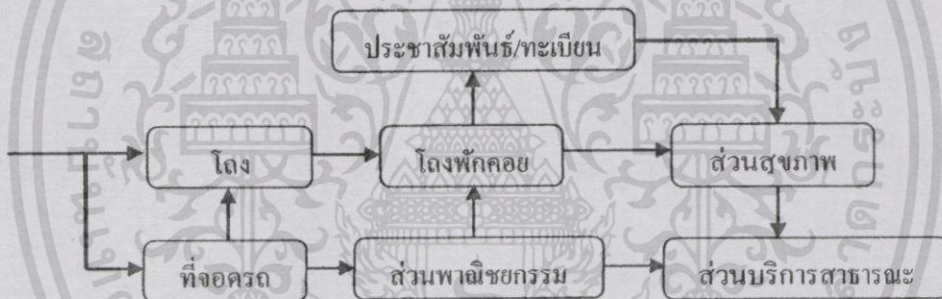 ประชาสัมพันธ์/ทะเบียน
โถง
โถงพักคอย
ส่วนสุขภาพ
ที่จอดรถ
ส่วนพาณิชยกรรม
ส่วนบริการสาธารณะ